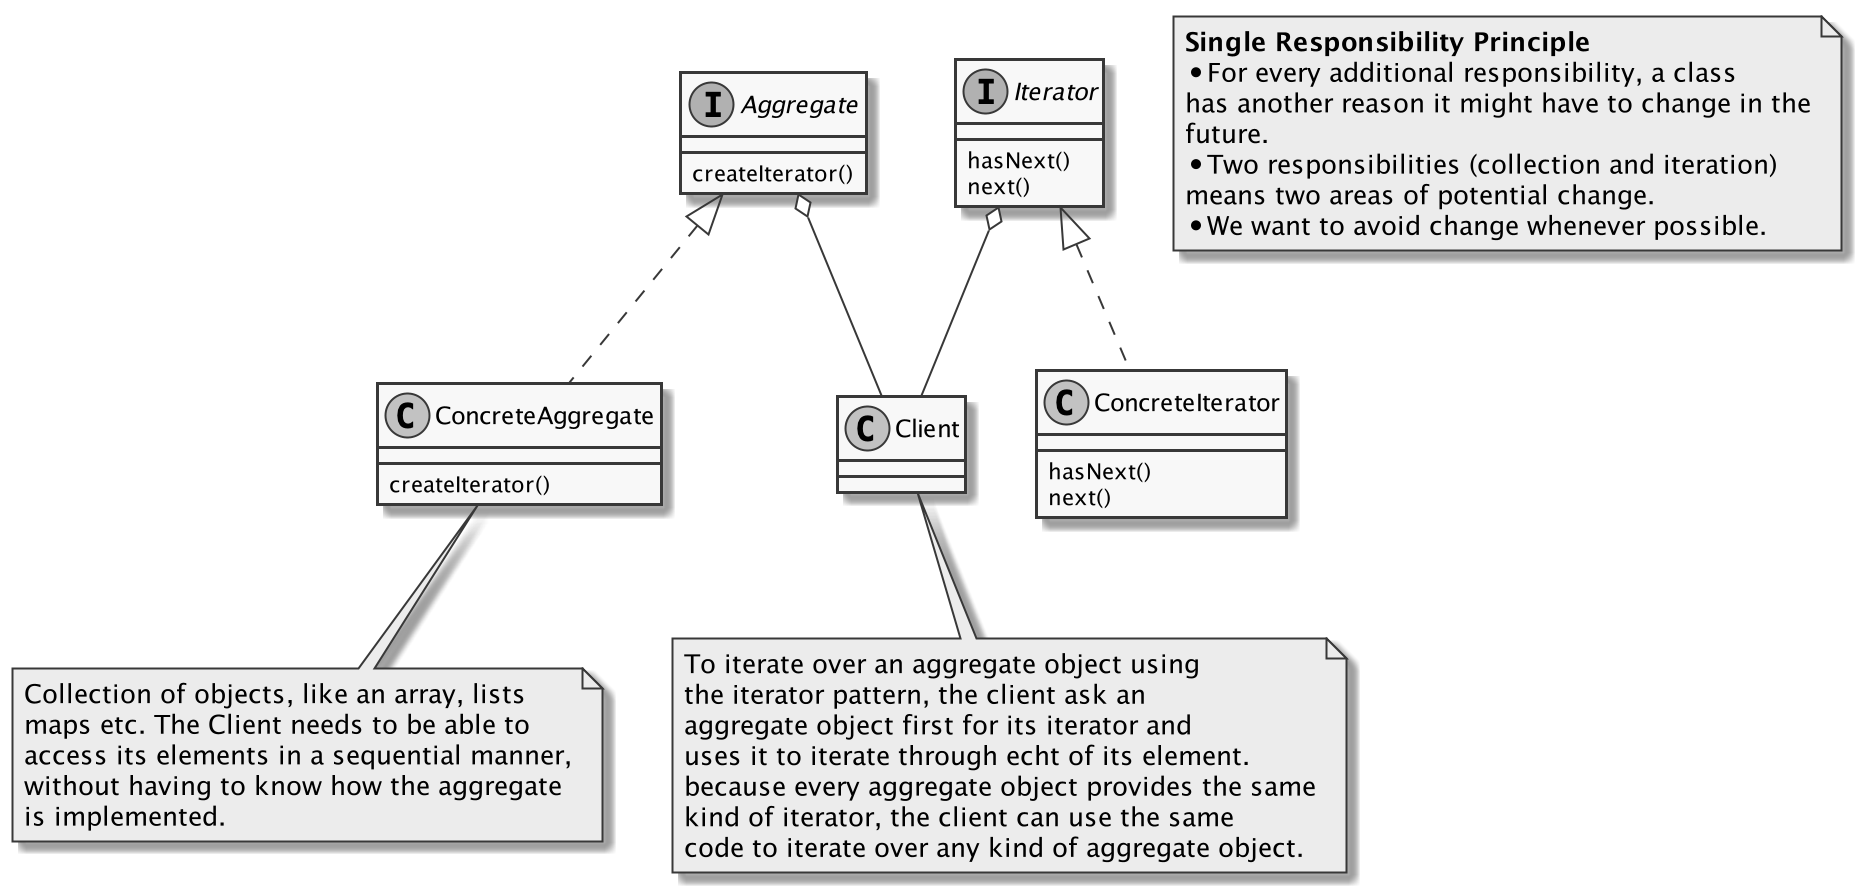 Single Responsibility Principle
•For every additional responsibility, a class
has another reason it might have to change in the
future.
•Two responsibilities (collection and iteration)
means two areas of potential change.
•We want to avoid change whenever possible.
I Aggregate
createIterator()
I Iterator
hasNext()
next()
C ConcreteAggregate
createIterator()
C Client
C ConcreteIterator
hasNext()
next()
Collection of objects, like an array, lists
maps etc. The Client needs to be able to
access its elements in a sequential manner,
without having to know how the aggregate
is implemented.
To iterate over an aggregate object using
the iterator pattern, the client ask an
aggregate object first for its iterator and
uses it to iterate through echt of its element.
because every aggregate object provides the same
kind of iterator, the client can use the same
code to iterate over any kind of aggregate object.